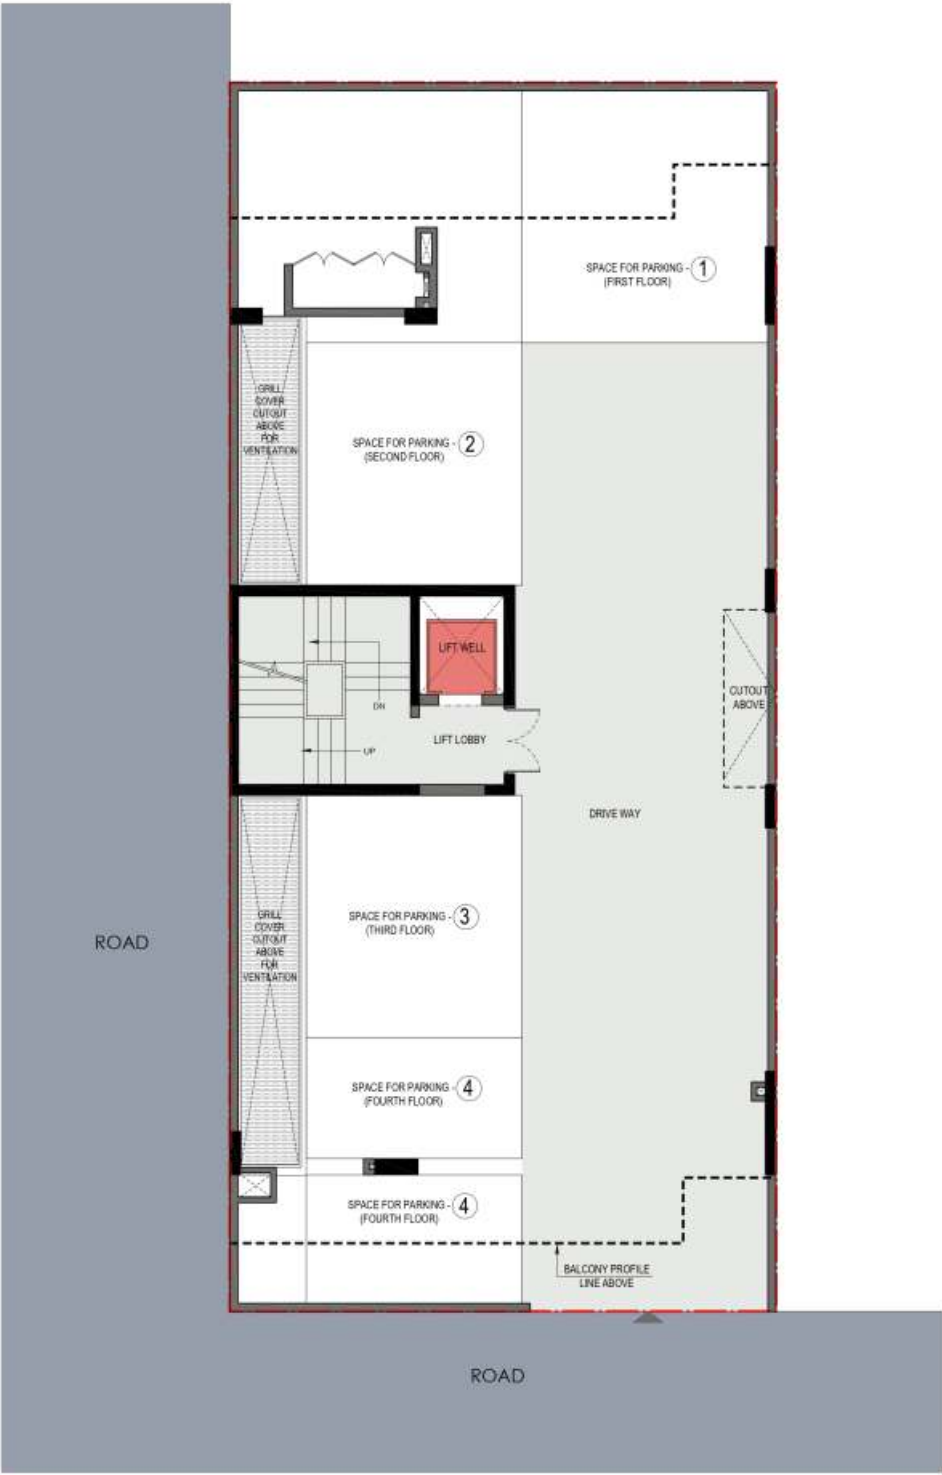 SPACE FOR PARKING - 1
(FIRST FLOOR)
GRILL
COVER
CUTOUT
ABOVE
FOR
VENTILATION
SPACE FOR PARKING - 2
(SECOND FLOOR)
LIFT WELL
CUTOUT
ABOVE
DN
LIFT LOBBY
UP
DRIVE WAY
SPACE FOR PARKING - 3
(THIRD FLOOR)
GRILL
COVER
CUTOUT
ABOVE
FOR
VENTILATION
ROAD
SPACE FOR PARKING - 4
(FOURTH FLOOR)
SPACE FOR PARKING - 4
(FOURTH FLOOR)
BALCONY PROFILE
LINE ABOVE
ROAD